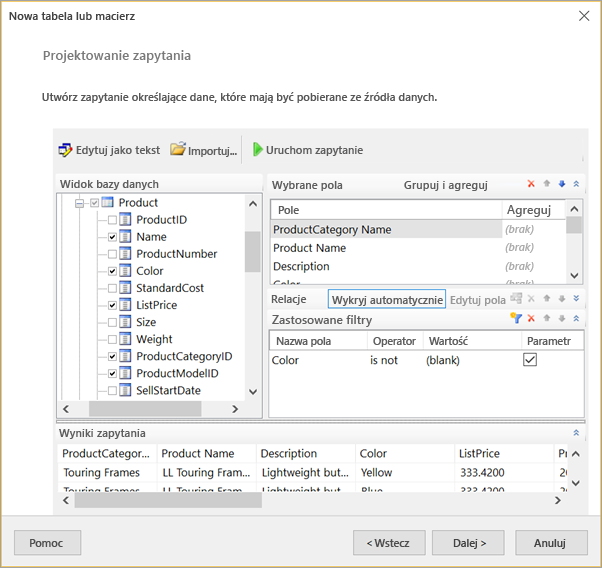 Nowa tabela lub macierz
Projektowanie zapytania
Utwórz zapytanie określające dane, które mają być pobierane ze źródła danych.
Edytuj jako tekst Importuj... Uruchom zapytanie
Widok bazy danych
Product
ProductID
Name
ProductNumber
Color
StandardCost
ListPrice
Size
Weight
ProductCategoryID
ProductModelID
SellStartDate
Wybrane pola Grupuj i agreguj
Pole Agreguj
ProductCategory Name (brak)
Product Name (brak)
Description (brak)
Color (brak)
Relacje Wykryj automatycznie Edytuj pola
Zastosowane filtry
Nazwa pola Operator Wartość Parametr
Color is not (blank)
Wyniki zapytania
ProductCategor... Product Name Description Color ListPrice
Touring Frames LL Touring Fram... Lightweight but... Yellow 333.4200
Touring Frames LL Touring Fram... Lightweight but... Blue 333.4200
Pomoc < Wstecz Dalej > Anuluj